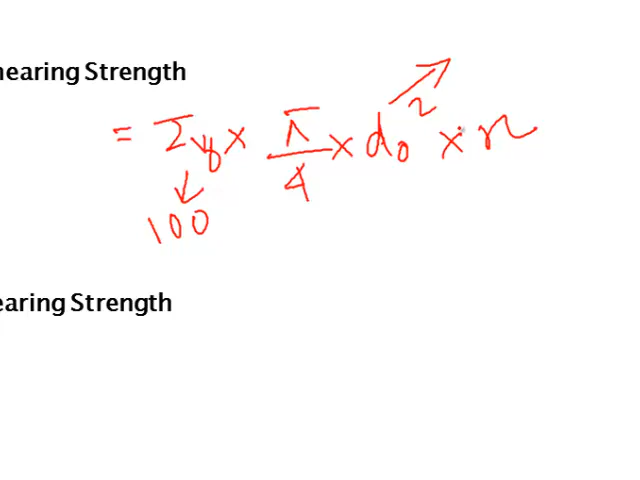 hearing Strength
= τvf × π/4 × d₀² × n
100
earing Strength